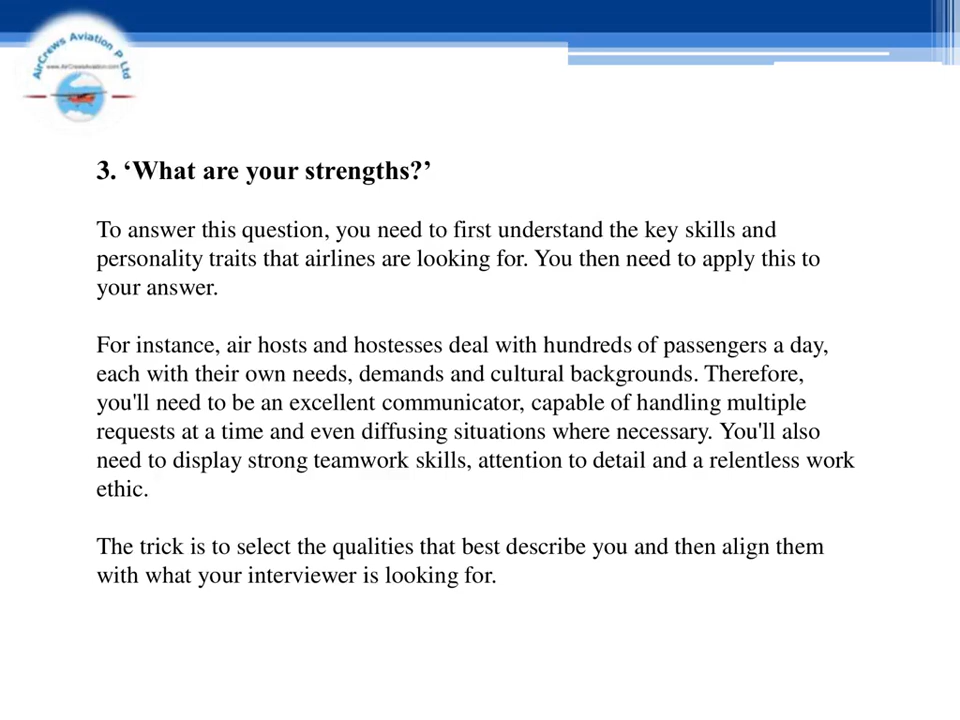 AirCrews Aviation P Ltd
www.AirCrewsAviation.com
3. ‘What are your strengths?’
To answer this question, you need to first understand the key skills and
personality traits that airlines are looking for. You then need to apply this to
your answer.
For instance, air hosts and hostesses deal with hundreds of passengers a day,
each with their own needs, demands and cultural backgrounds. Therefore,
you'll need to be an excellent communicator, capable of handling multiple
requests at a time and even diffusing situations where necessary. You'll also
need to display strong teamwork skills, attention to detail and a relentless work
ethic.
The trick is to select the qualities that best describe you and then align them
with what your interviewer is looking for.